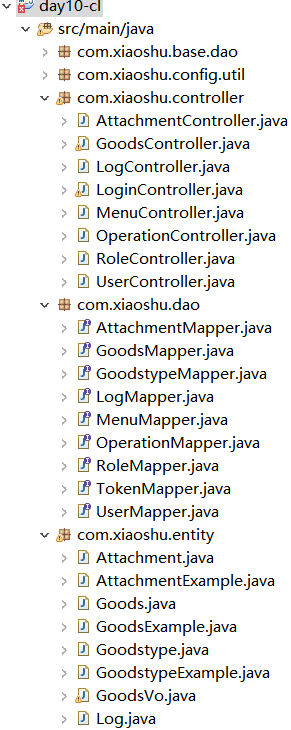 day10-cl
src/main/java
com.xiaoshu.base.dao
com.xiaoshu.config.util
com.xiaoshu.controller
AttachmentController.java
GoodsController.java
LogController.java
LoginController.java
MenuController.java
OperationController.java
RoleController.java
UserController.java
com.xiaoshu.dao
AttachmentMapper.java
GoodsMapper.java
GoodstypeMapper.java
LogMapper.java
MenuMapper.java
OperationMapper.java
RoleMapper.java
TokenMapper.java
UserMapper.java
com.xiaoshu.entity
Attachment.java
AttachmentExample.java
Goods.java
GoodsExample.java
Goodstype.java
GoodstypeExample.java
GoodsVo.java
Log.java